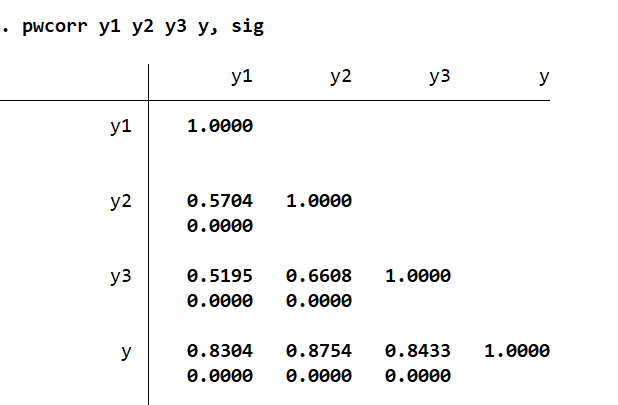 . pwcorr y1 y2 y3 y, sig
y1 y2 y3 y
y1 1.0000
y2 0.5704 1.0000
0.0000
y3 0.5195 0.6608 1.0000
0.0000 0.0000
y 0.8304 0.8754 0.8433 1.0000
0.0000 0.0000 0.0000